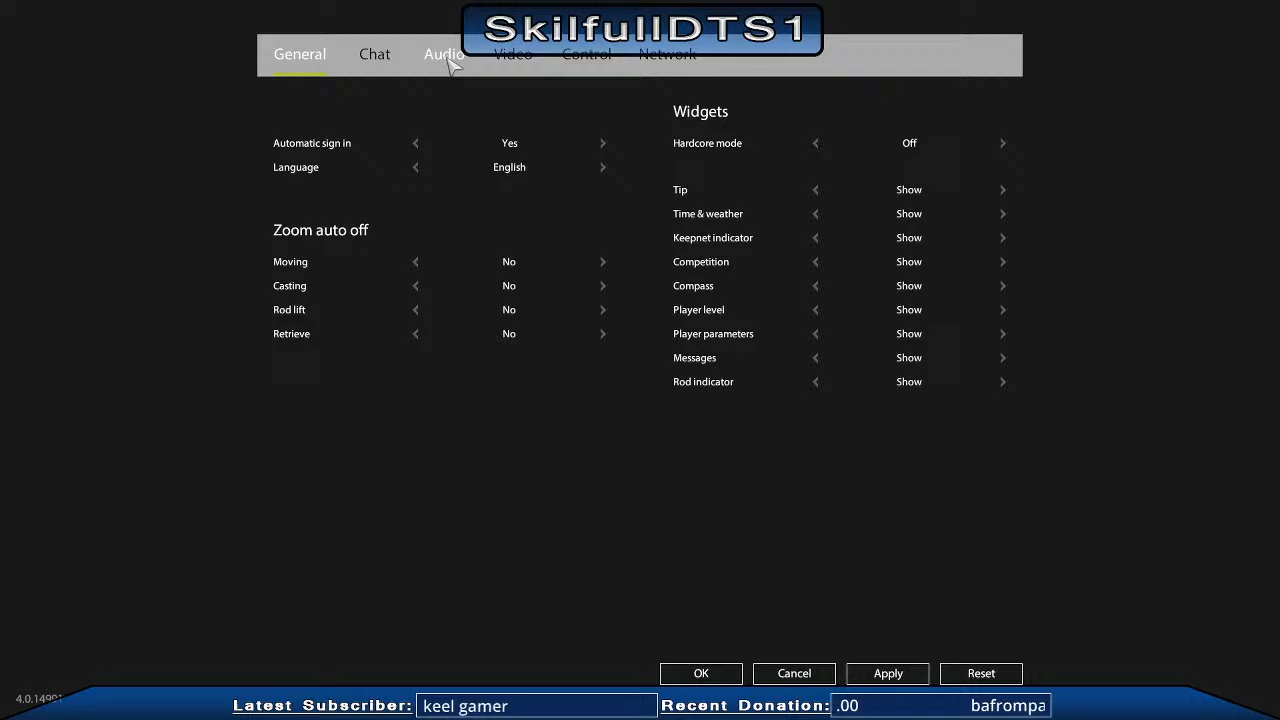 SkilfullDTS1
General Chat Audio Video Control Network
Widgets
Automatic sign in Yes
Hardcore mode Off
Language English
Tip Show
Time & weather Show
Zoom auto off
Keepnet indicator Show
Moving No
Competition Show
Casting No
Compass Show
Rod lift No
Player level Show
Retrieve No
Player parameters Show
Messages Show
Rod indicator Show
OK Cancel Apply Reset
Latest Subscriber: keel gamer Recent Donation: .00 bafrompa